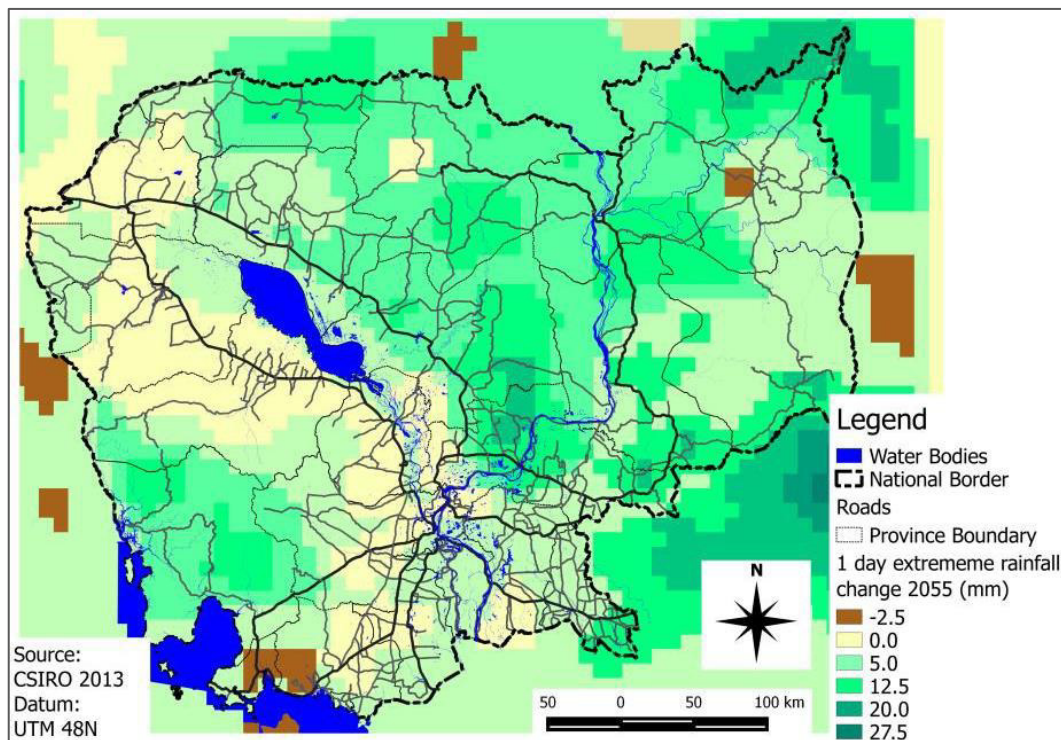 Legend
Water Bodies
National Border
Roads
Province Boundary
1 day extrememe rainfall
change 2055 (mm)
-2.5
0.0
5.0
12.5
20.0
27.5
N
Source:
CSIRO 2013
Datum:
UTM 48N
50 0 50 100 km